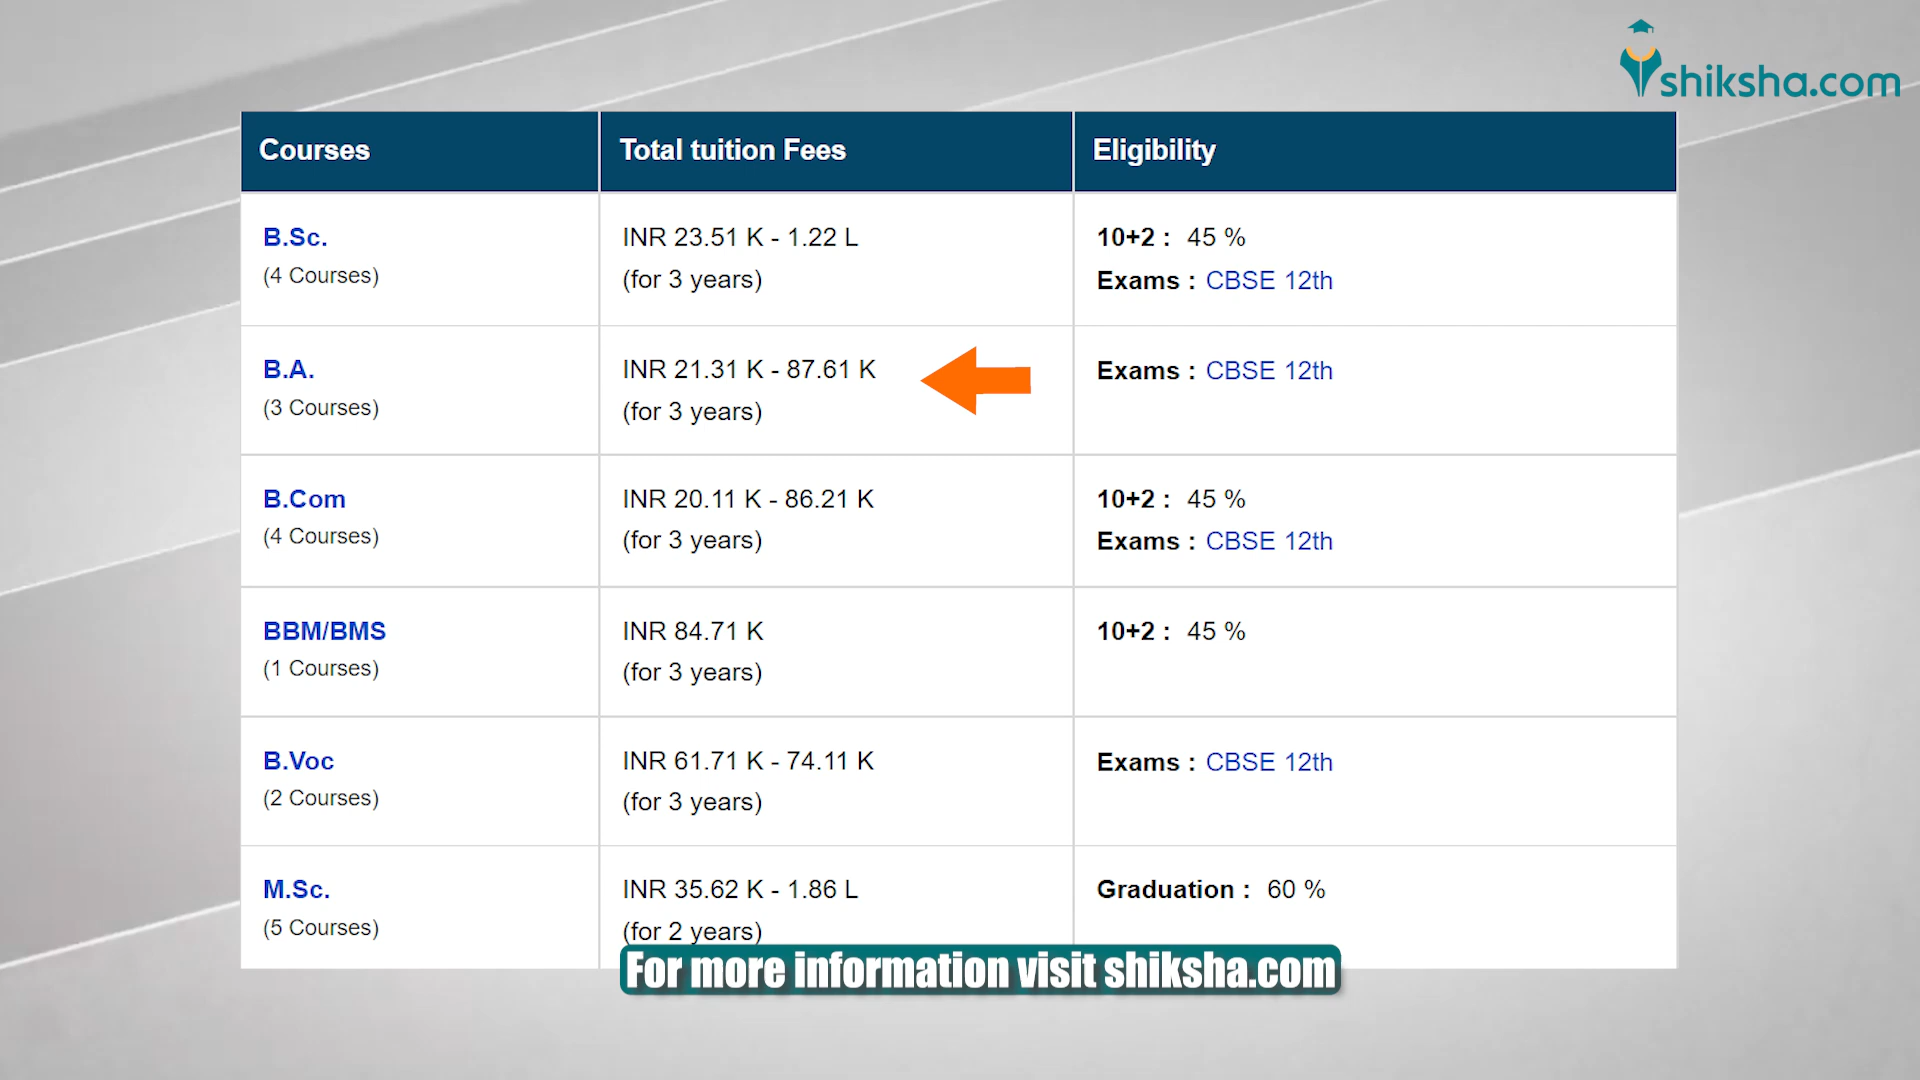 shiksha.com
Courses Total tuition Fees Eligibility
B.Sc. INR 23.51 K - 1.22 L 10+2 : 45 %
(4 Courses) (for 3 years) Exams : CBSE 12th
B.A. INR 21.31 K - 87.61 K Exams : CBSE 12th
(3 Courses) (for 3 years)
B.Com INR 20.11 K - 86.21 K 10+2 : 45 %
(4 Courses) (for 3 years) Exams : CBSE 12th
BBM/BMS INR 84.71 K 10+2 : 45 %
(1 Courses) (for 3 years)
B.Voc INR 61.71 K - 74.11 K Exams : CBSE 12th
(2 Courses) (for 3 years)
M.Sc. INR 35.62 K - 1.86 L Graduation : 60 %
(5 Courses) (for 2 years)
For more information visit shiksha.com